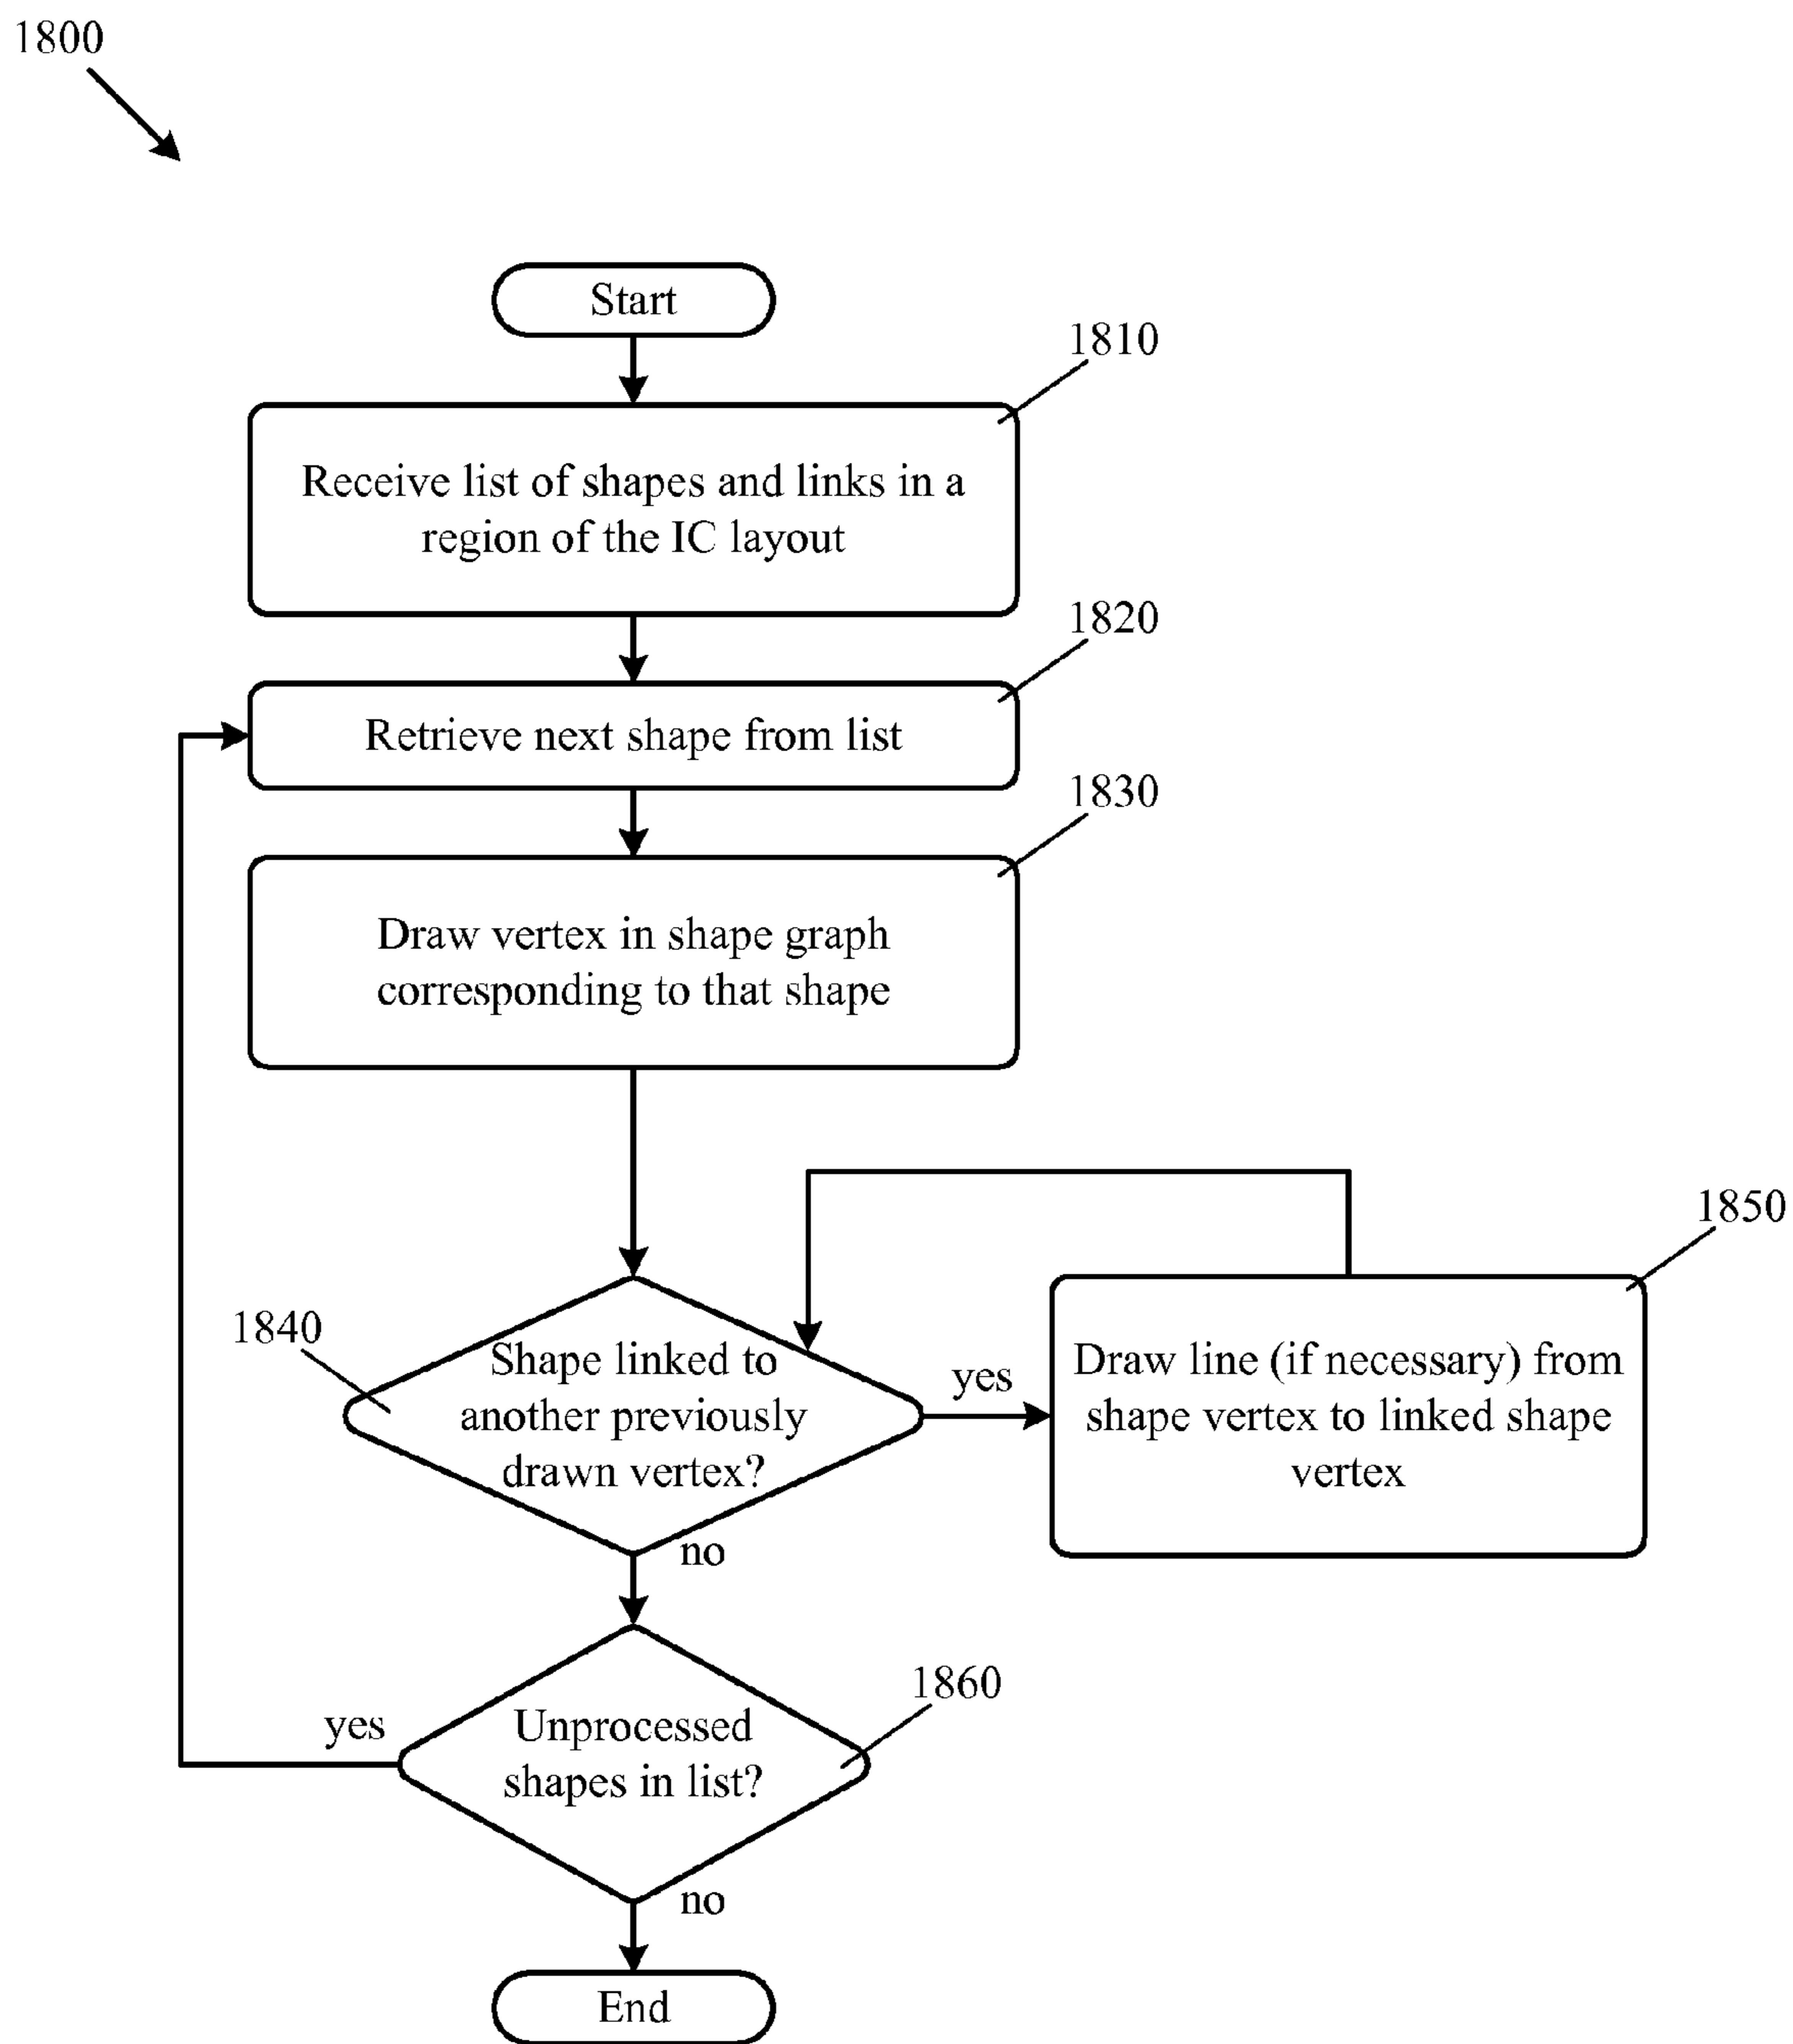 1800
Start
1810
Receive list of shapes and links in a
region of the IC layout
1820
Retrieve next shape from list
1830
Draw vertex in shape graph
corresponding to that shape
1840
Shape linked to
another previously
drawn vertex?
yes
1850
Draw line (if necessary) from
shape vertex to linked shape
vertex
no
1860
Unprocessed
shapes in list?
yes
no
End